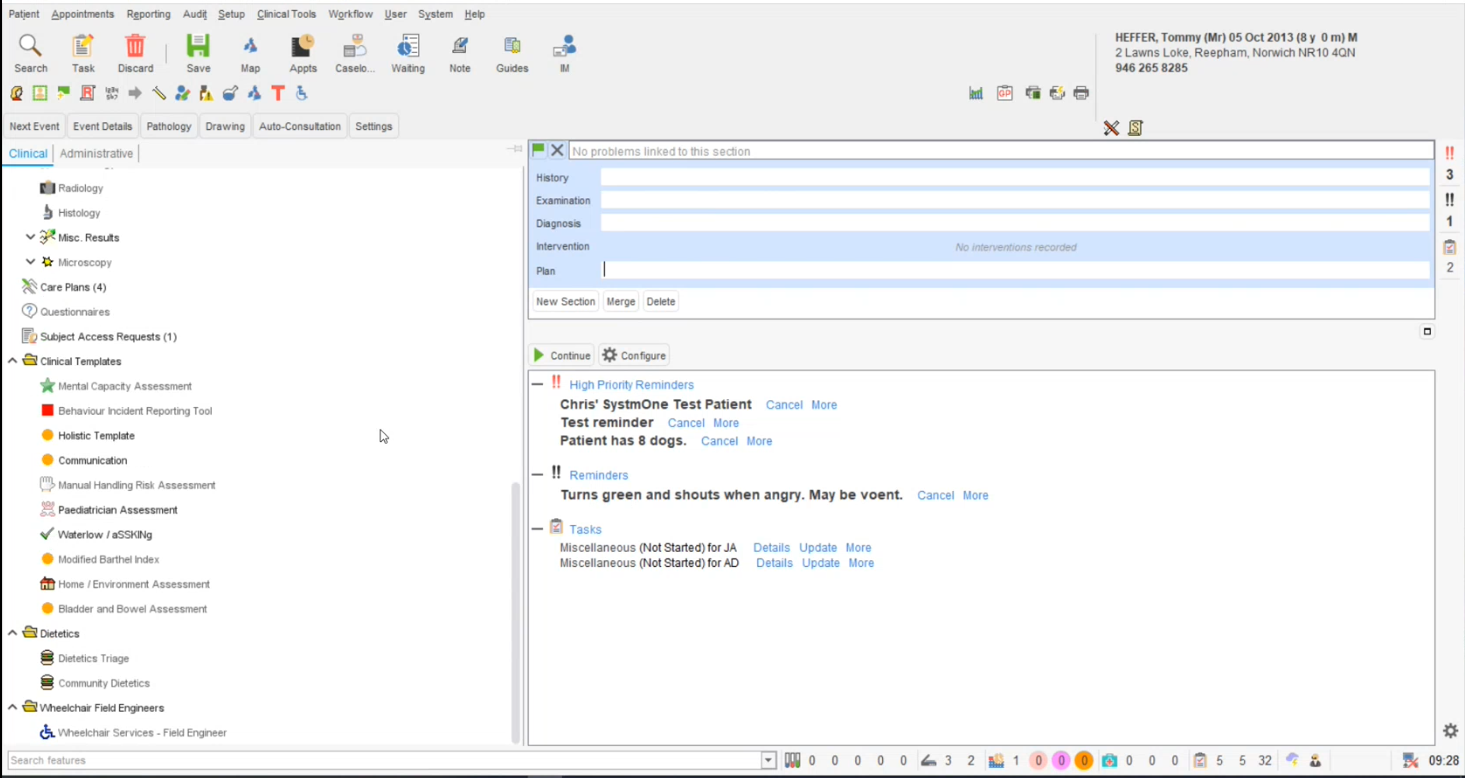 Patient Appointments Reporting Audit Setup Clinical Tools Workflow User System Help
Search Task Discard Save Map Appts Caselo... Waiting Note Guides IM
HEFFER, Tommy (Mr) 05 Oct 2013 (8 y 0 m) M
2 Lawns Loke, Reepham, Norwich NR10 4QN
946 265 8285
Next Event Event Details Pathology Drawing Auto-Consultation Settings
Clinical Administrative
Radiology
Histology
Misc. Results
Microscopy
Care Plans (4)
Questionnaires
Subject Access Requests (1)
Clinical Templates
Mental Capacity Assessment
Behaviour Incident Reporting Tool
Holistic Template
Communication
Manual Handling Risk Assessment
Paediatrician Assessment
Waterlow / aSSKINg
Modified Barthel Index
Home / Environment Assessment
Bladder and Bowel Assessment
Dietetics
Dietetics Triage
Community Dietetics
Wheelchair Field Engineers
Wheelchair Services - Field Engineer
Search features
No problems linked to this section
History
Examination
Diagnosis
Intervention No interventions recorded
Plan
New Section Merge Delete
Continue Configure
!! High Priority Reminders
Chris' SystmOne Test Patient Cancel More
Test reminder Cancel More
Patient has 8 dogs. Cancel More
!! Reminders
Turns green and shouts when angry. May be voent. Cancel More
Tasks
Miscellaneous (Not Started) for JA Details Update More
Miscellaneous (Not Started) for AD Details Update More
!!
3
!!
1
2
0 0 0 0 0 3 2 1 0 0 0 0 0 0 5 5 32 09:28